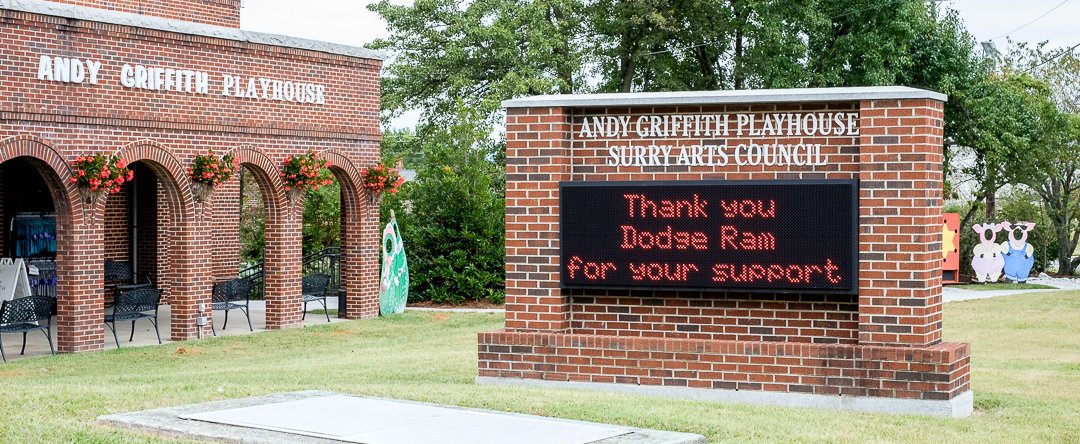 ANDY GRIFFITH PLAYHOUSE
ANDY GRIFFITH PLAYHOUSE
SURRY ARTS COUNCIL
Thank you
Dodge Ram
for your support